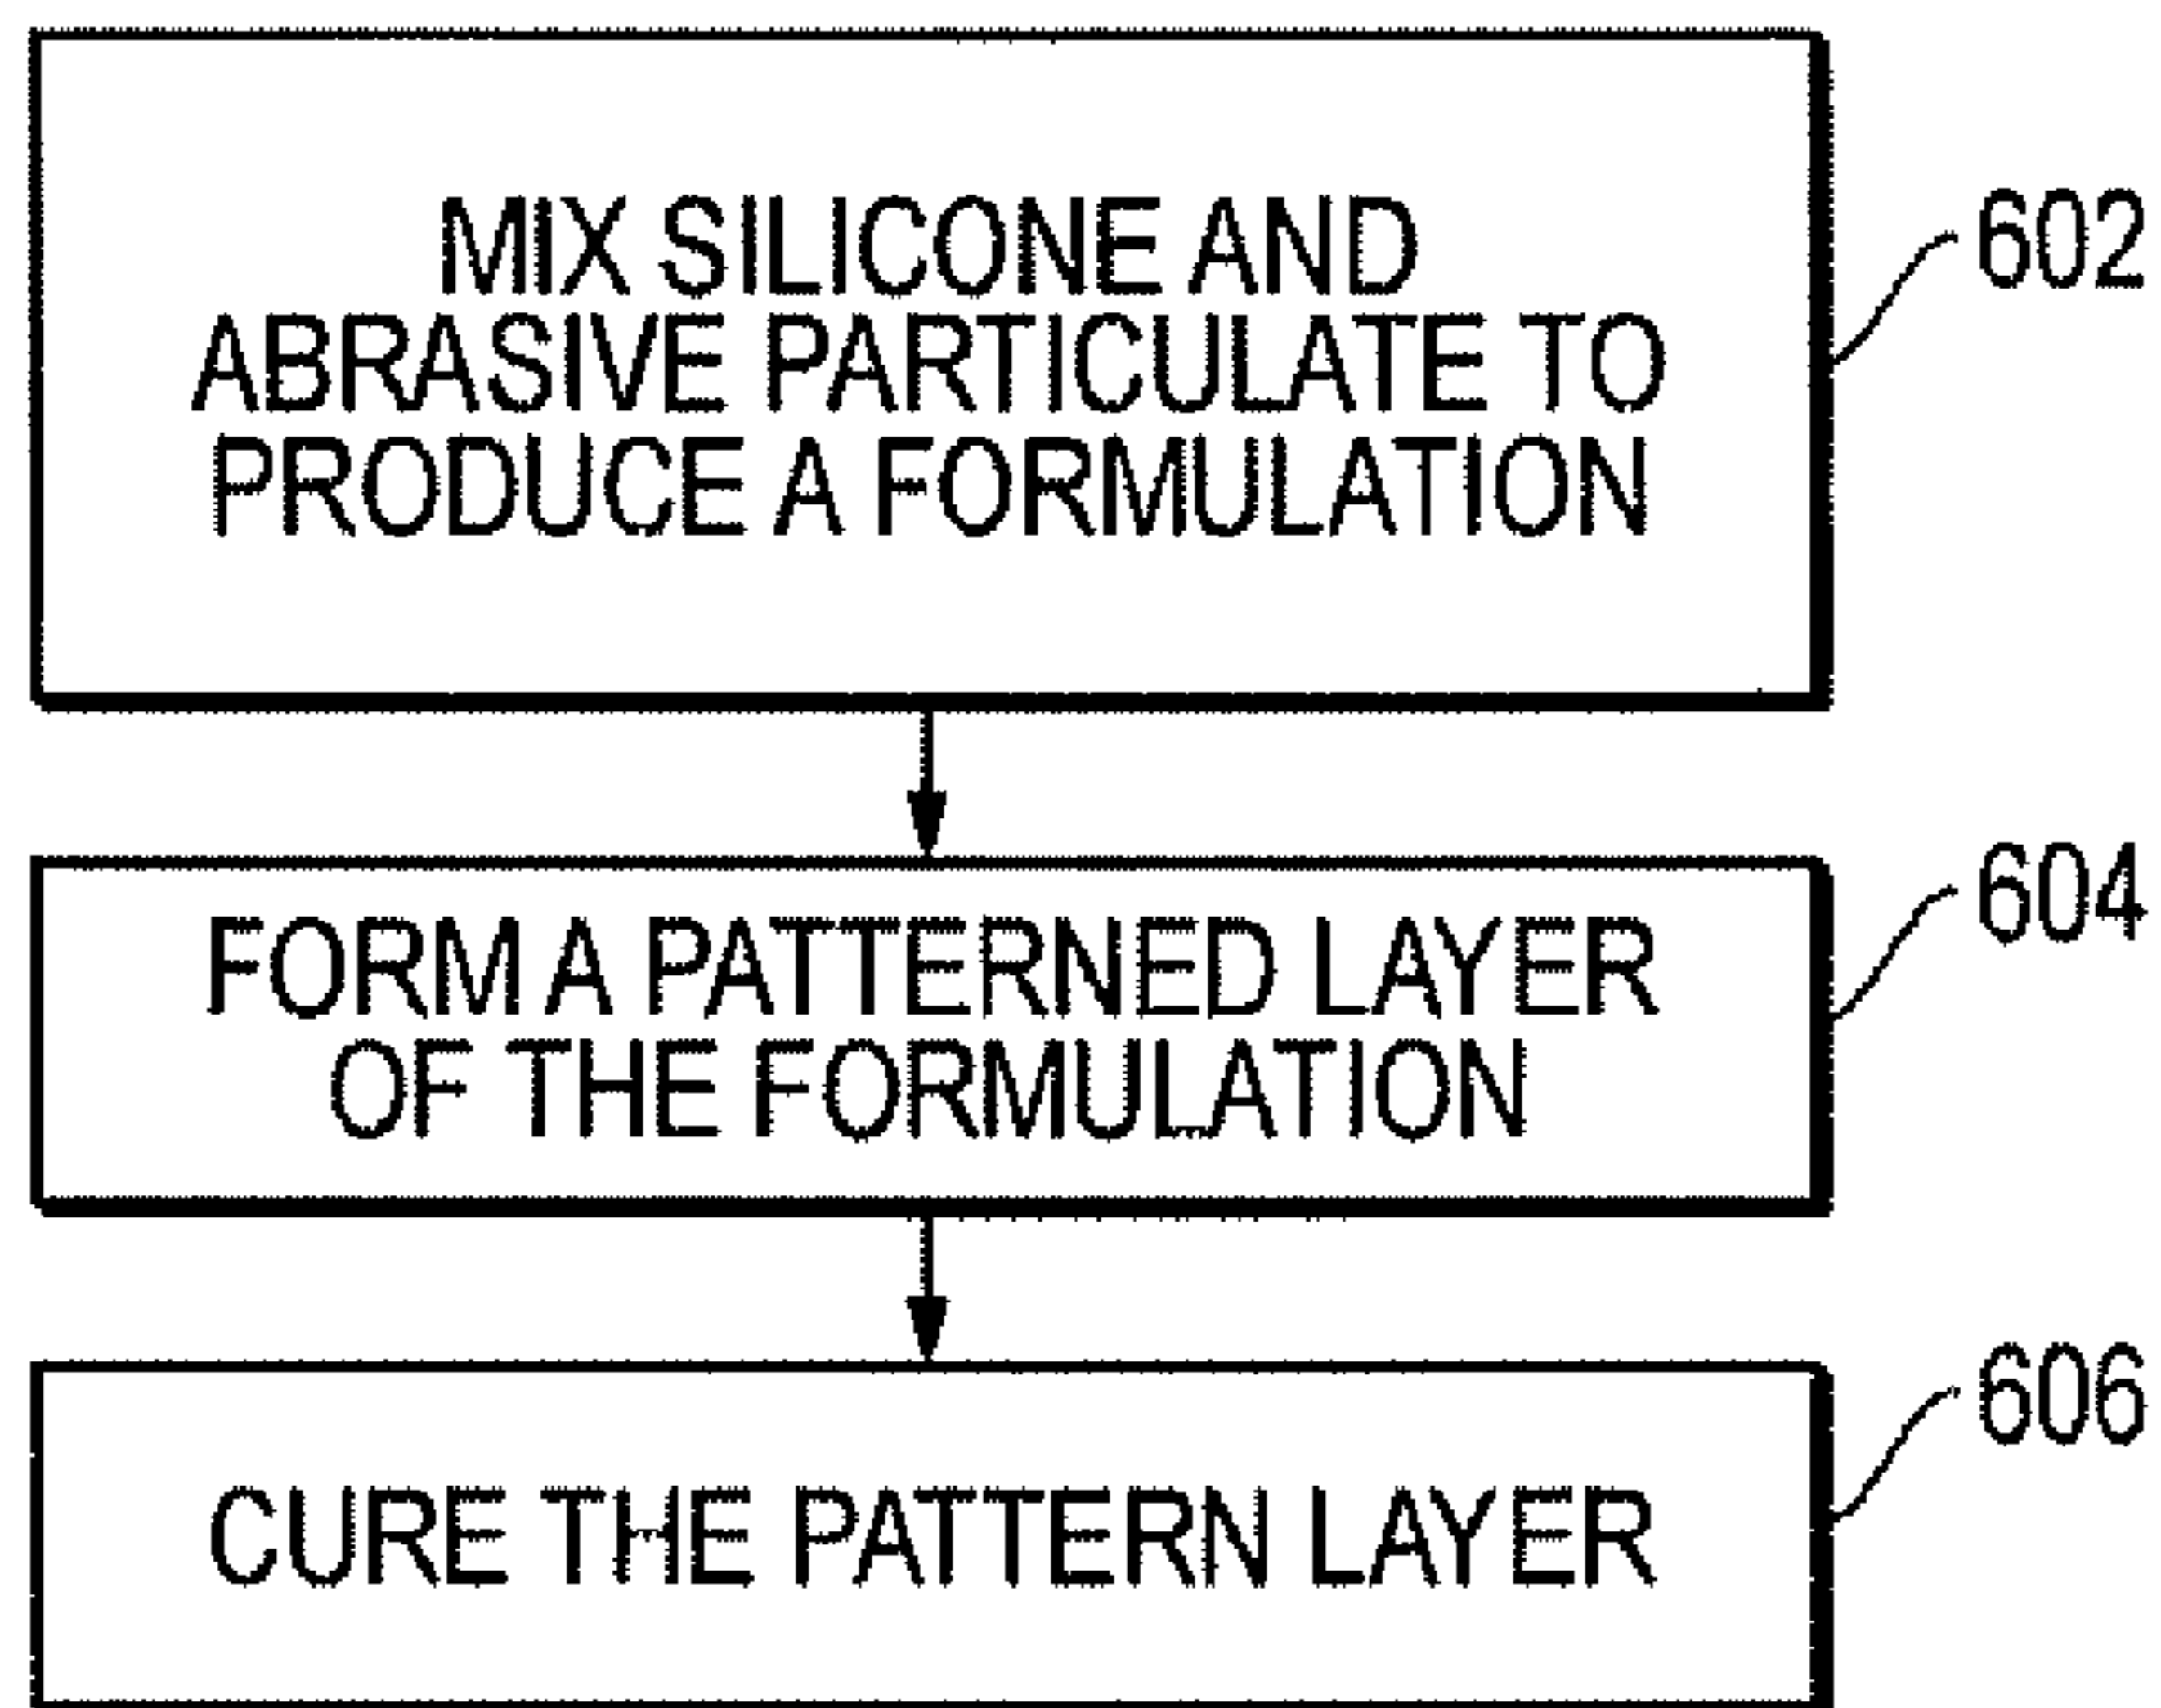 MIX SILICONE AND
ABRASIVE PARTICULATE TO
PRODUCE A FORMULATION
602
FORM A PATTERNED LAYER
OF THE FORMULATION
604
CURE THE PATTERN LAYER
606